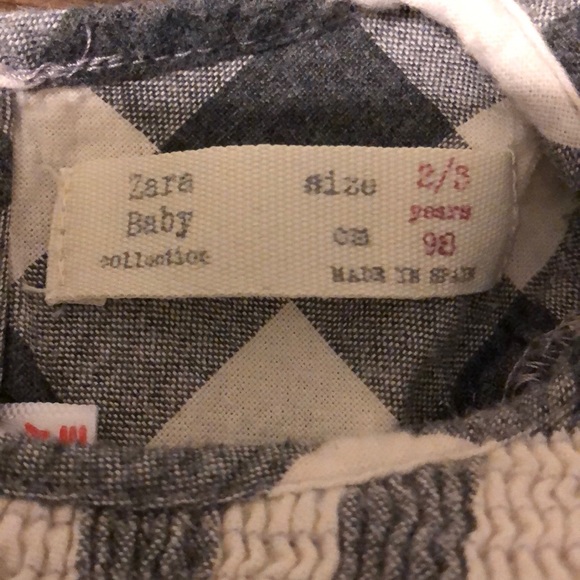 Zara
Baby
collection
size 2/3
years
cm 98
MADE IN SPAIN